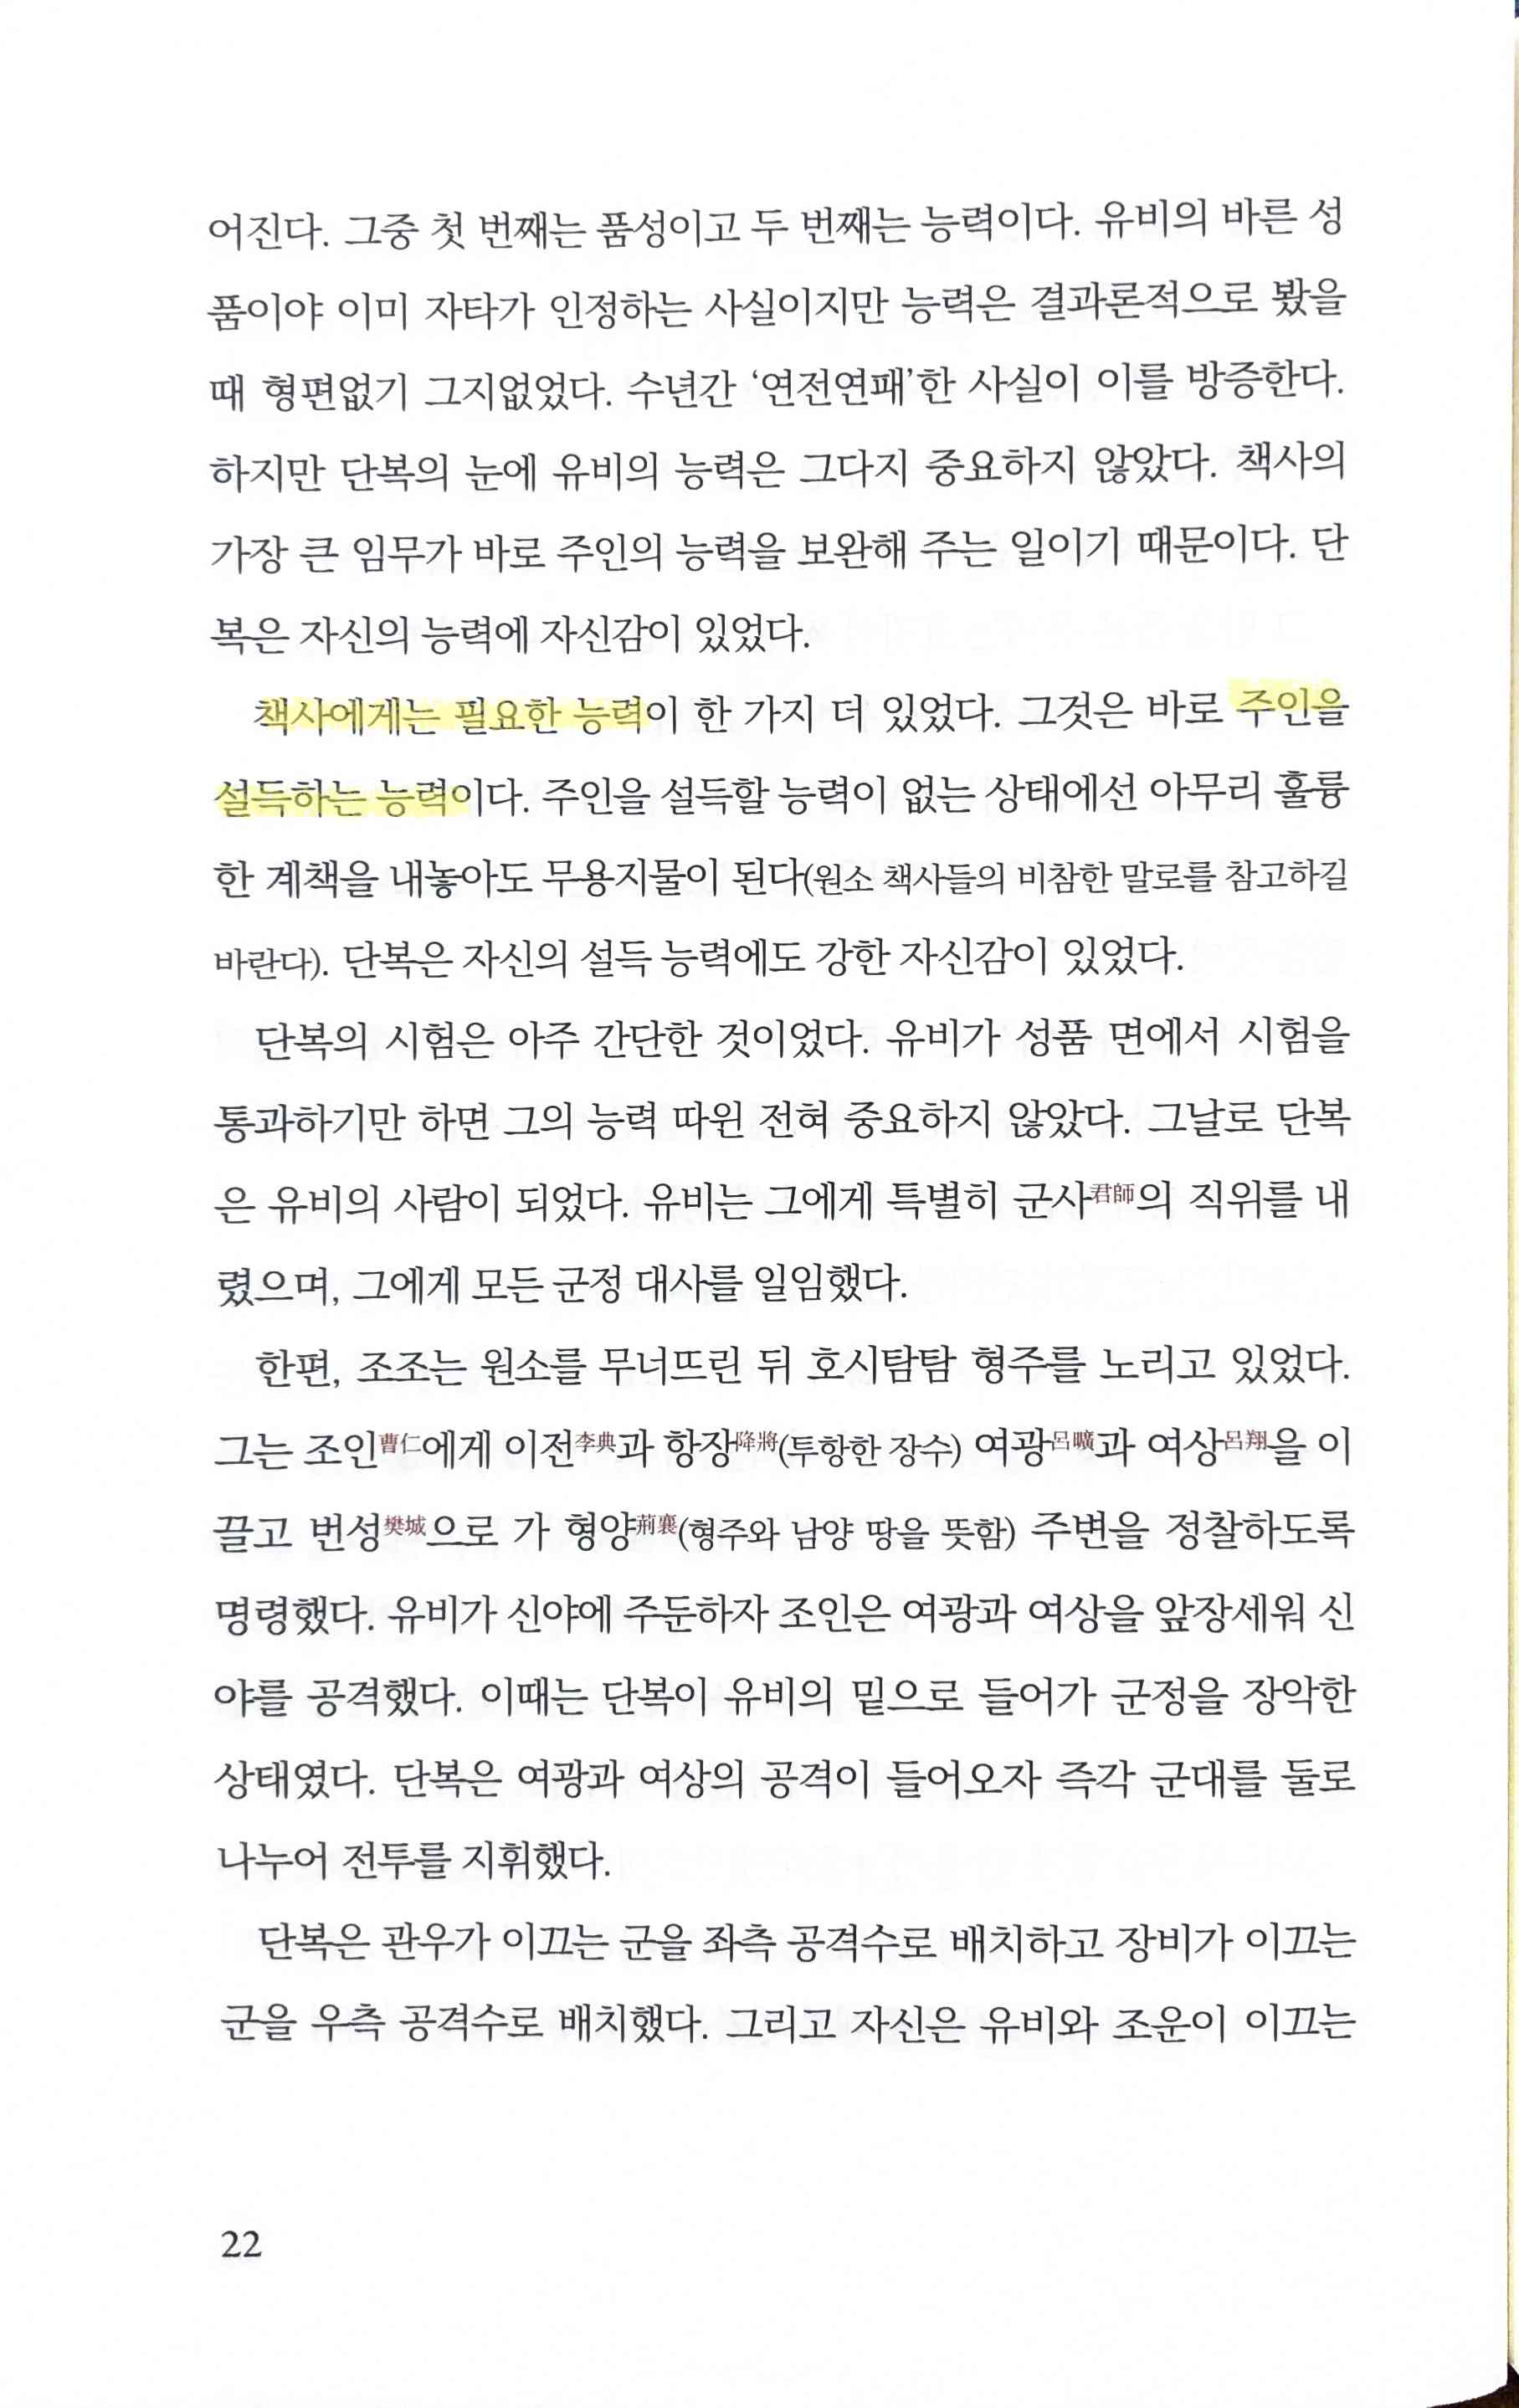 어진다. 그중 첫 번째는 품성이고 두 번째는 능력이다. 유비의 바른 성
품이야 이미 자타가 인정하는 사실이지만 능력은 결과론적으로 봤을
때 형편없기 그지없었다. 수년간 ‘연전연패’한 사실이 이를 방증한다.
하지만 단복의 눈에 유비의 능력은 그다지 중요하지 않았다. 책사의
가장 큰 임무가 바로 주인의 능력을 보완해 주는 일이기 때문이다. 단
복은 자신의 능력에 자신감이 있었다.
책사에게는 필요한 능력이 한 가지 더 있었다. 그것은 바로 주인을
설득하는 능력이다. 주인을 설득할 능력이 없는 상태에선 아무리 훌륭
한 계책을 내놓아도 무용지물이 된다(원소 책사들의 비참한 말로를 참고하길
바란다). 단복은 자신의 설득 능력에도 강한 자신감이 있었다.
단복의 시험은 아주 간단한 것이었다. 유비가 성품 면에서 시험을
통과하기만 하면 그의 능력 따윈 전혀 중요하지 않았다. 그날로 단복
은 유비의 사람이 되었다. 유비는 그에게 특별히 군사君師의 직위를 내
렸으며, 그에게 모든 군정 대사를 일임했다.
한편, 조조는 원소를 무너뜨린 뒤 호시탐탐 형주를 노리고 있었다.
그는 조인曹仁에게 이전李典과 항장降將(투항한 장수) 여광呂曠과 여상呂翔을 이
끌고 번성樊城으로 가 형양荊襄(형주와 남양 땅을 뜻함) 주변을 정찰하도록
명령했다. 유비가 신야에 주둔하자 조인은 여광과 여상을 앞장세워 신
야를 공격했다. 이때는 단복이 유비의 밑으로 들어가 군정을 장악한
상태였다. 단복은 여광과 여상의 공격이 들어오자 즉각 군대를 둘로
나누어 전투를 지휘했다.
단복은 관우가 이끄는 군을 좌측 공격수로 배치하고 장비가 이끄는
군을 우측 공격수로 배치했다. 그리고 자신은 유비와 조운이 이끄는
22